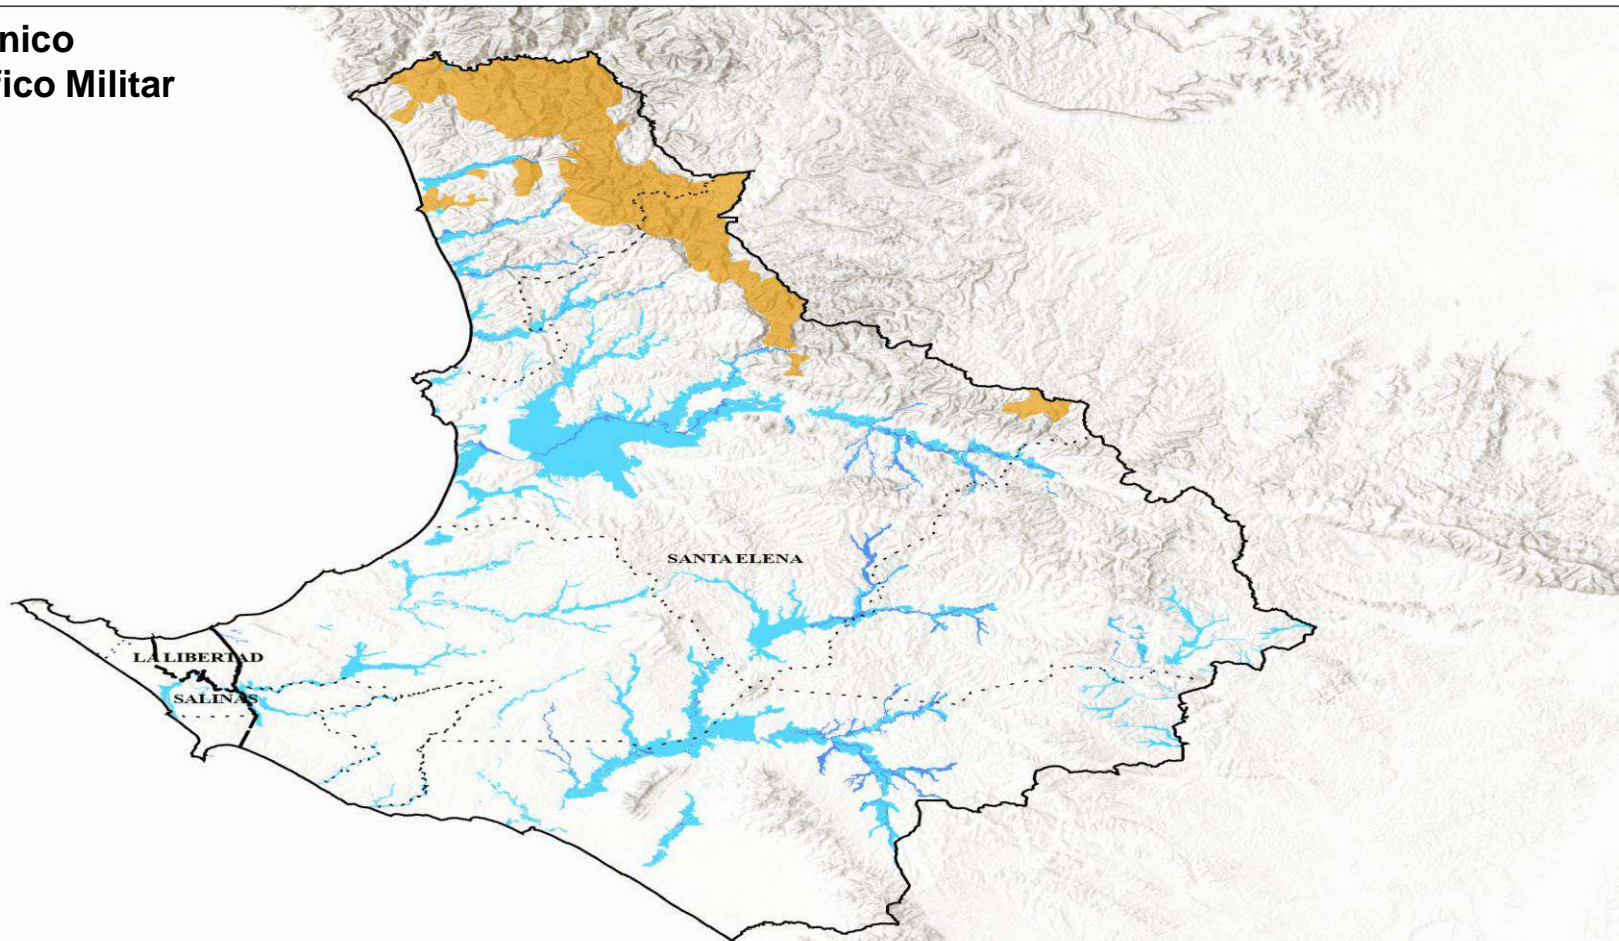 nico
fico Militar
SANTA ELENA
LA LIBERTAD
SALINAS